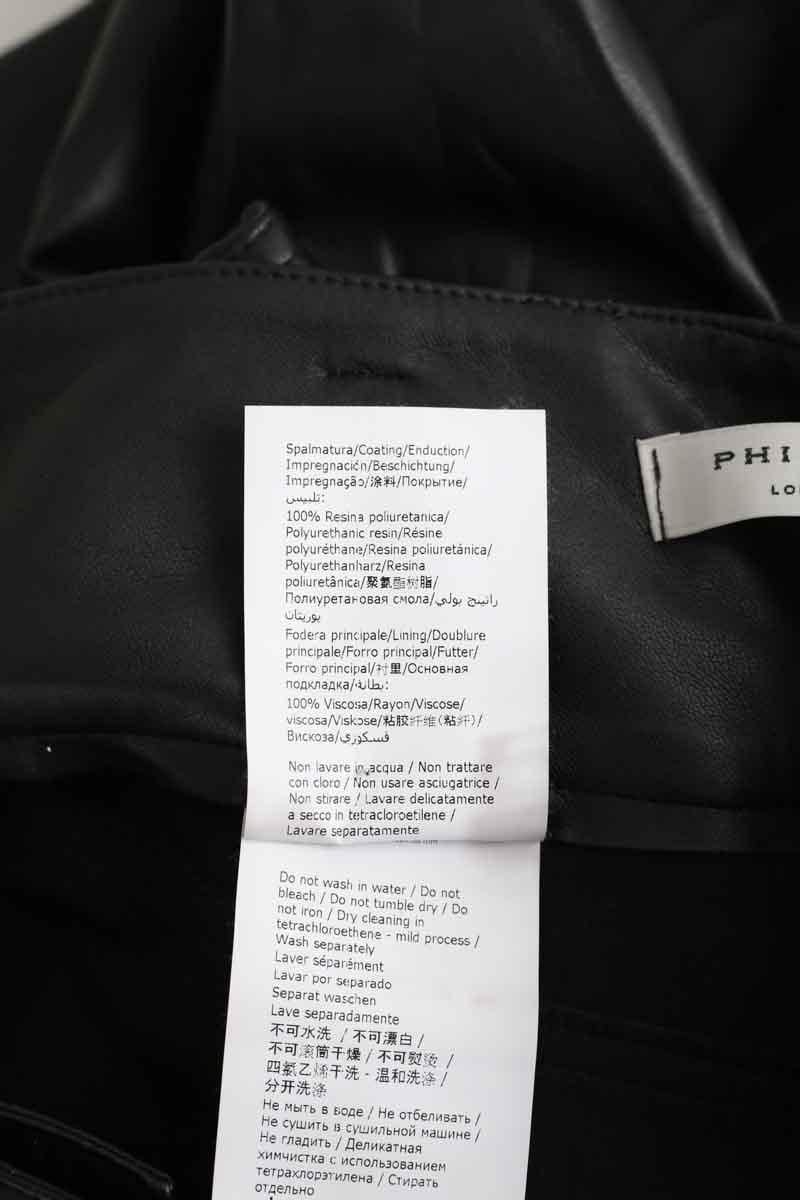 Spalmatura/Coating/Enduction/
Impregnación/Beschichtung/
Impregnação/涂料/Покрытие/
تلبيس:
100% Resina poliuretanica/
Polyurethanic resin/Résine
polyuréthane/Resina poliuretánica/
Polyurethanharz/Resina
poliuretânica/聚氨酯树脂/
Полиуретановая смола/راتينج بولي
يوريتان
Fodera principale/Lining/Doublure
principale/Forro principal/Futter/
Forro principal/衬里/Основная
подкладка/بطانة:
100% Viscosa/Rayon/Viscose/
viscosa/Viskose/粘胶纤维(粘纤)/
Вискоза/فسكوزي
Non lavare in acqua / Non trattare
con cloro / Non usare asciugatrice /
Non stirare / Lavare delicatamente
a secco in tetracloroetilene /
Lavare separatamente
Do not wash in water / Do not
bleach / Do not tumble dry / Do
not iron / Dry cleaning in
tetrachloroethene - mild process /
Wash separately
Laver séparément
Lavar por separado
Separat waschen
Lave separadamente
不可水洗 / 不可漂白 /
不可滚筒干燥 / 不可熨烫 /
四氯乙烯干洗 - 温和洗涤 /
分开洗涤
Не мыть в воде / Не отбеливать /
Не сушить в сушильной машине /
Не гладить / Деликатная
химчистка с использованием
тетрахлорэтилена / Стирать
отдельно
PHI
LO